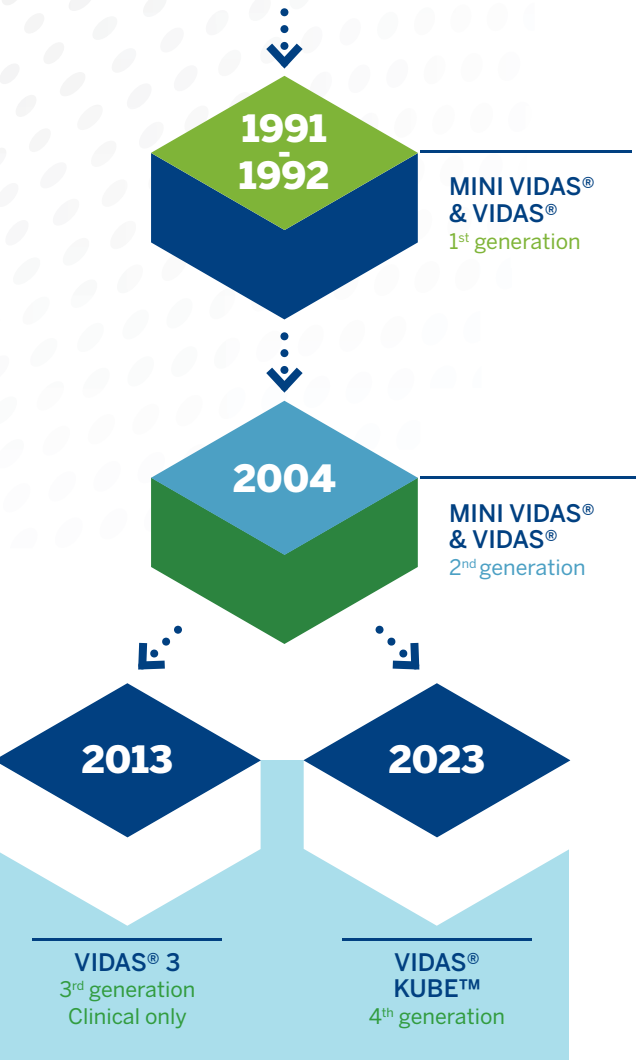 1991
-
1992
MINI VIDAS®
& VIDAS®
1st generation
2004
MINI VIDAS®
& VIDAS®
2nd generation
2013
2023
VIDAS® 3
3rd generation
Clinical only
VIDAS®
KUBE™
4th generation